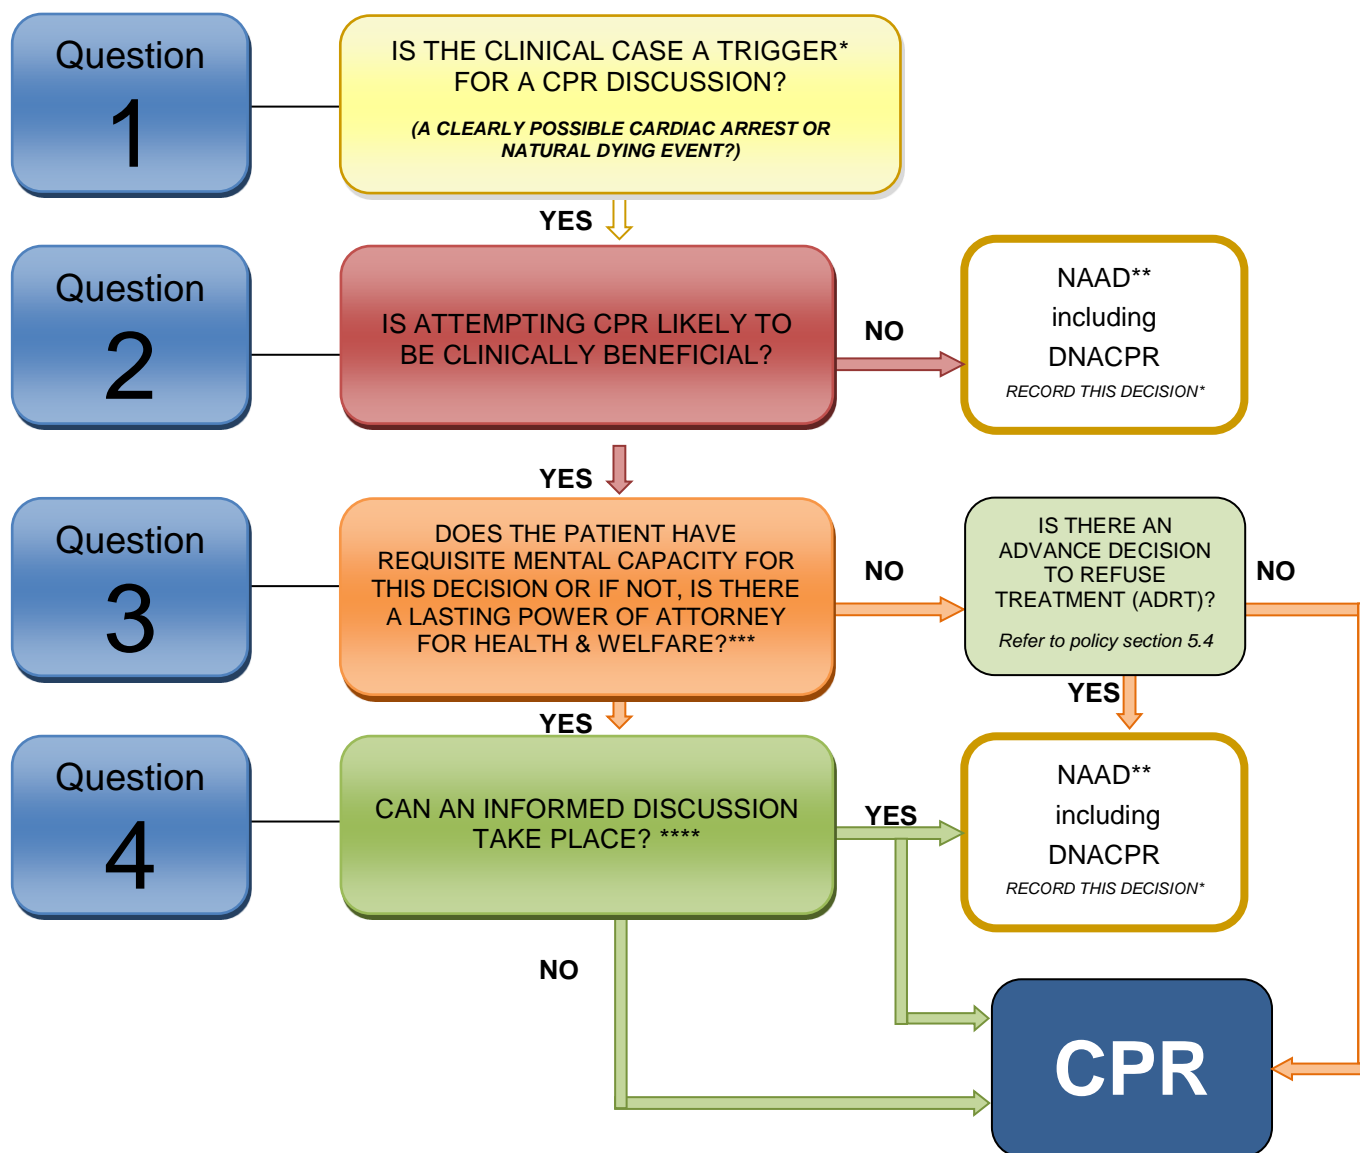 Question
1
IS THE CLINICAL CASE A TRIGGER*
FOR A CPR DISCUSSION?
(A CLEARLY POSSIBLE CARDIAC ARREST OR
NATURAL DYING EVENT?)
YES
Question
2
IS ATTEMPTING CPR LIKELY TO
BE CLINICALLY BENEFICIAL?
NO
NAAD**
including
DNACPR
RECORD THIS DECISION*
YES
Question
3
DOES THE PATIENT HAVE
REQUISITE MENTAL CAPACITY FOR
THIS DECISION OR IF NOT, IS THERE
A LASTING POWER OF ATTORNEY
FOR HEALTH & WELFARE?***
NO
IS THERE AN
ADVANCE DECISION
TO REFUSE
TREATMENT (ADRT)?
Refer to policy section 5.4
NO
YES
YES
Question
4
CAN AN INFORMED DISCUSSION
TAKE PLACE? ****
YES
NAAD**
including
DNACPR
RECORD THIS DECISION*
NO
CPR